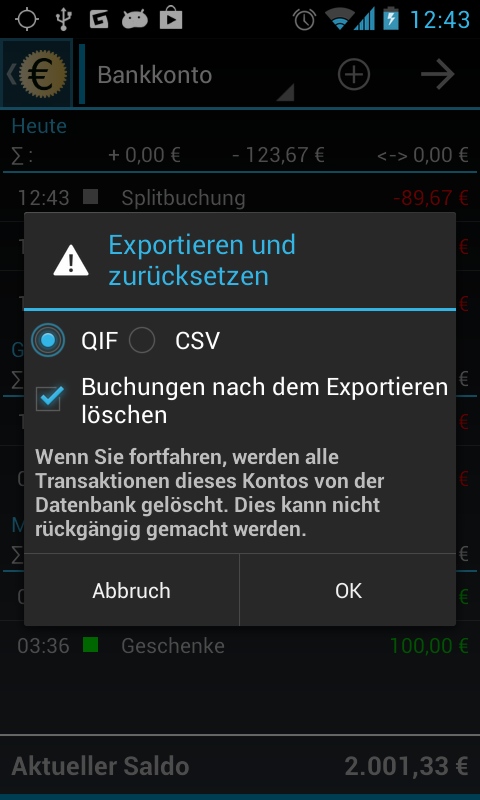 12:43
€ Bankkonto
Heute
∑ : + 0,00 € - 123,67 € <-> 0,00 €
12:43 Splitbuchung -89,67 €
Exportieren und
zurücksetzen
QIF CSV
Buchungen nach dem Exportieren
löschen
Wenn Sie fortfahren, werden alle
Transaktionen dieses Kontos von der
Datenbank gelöscht. Dies kann nicht
rückgängig gemacht werden.
Abbruch OK
03:36 Geschenke 100,00 €
Aktueller Saldo 2.001,33 €